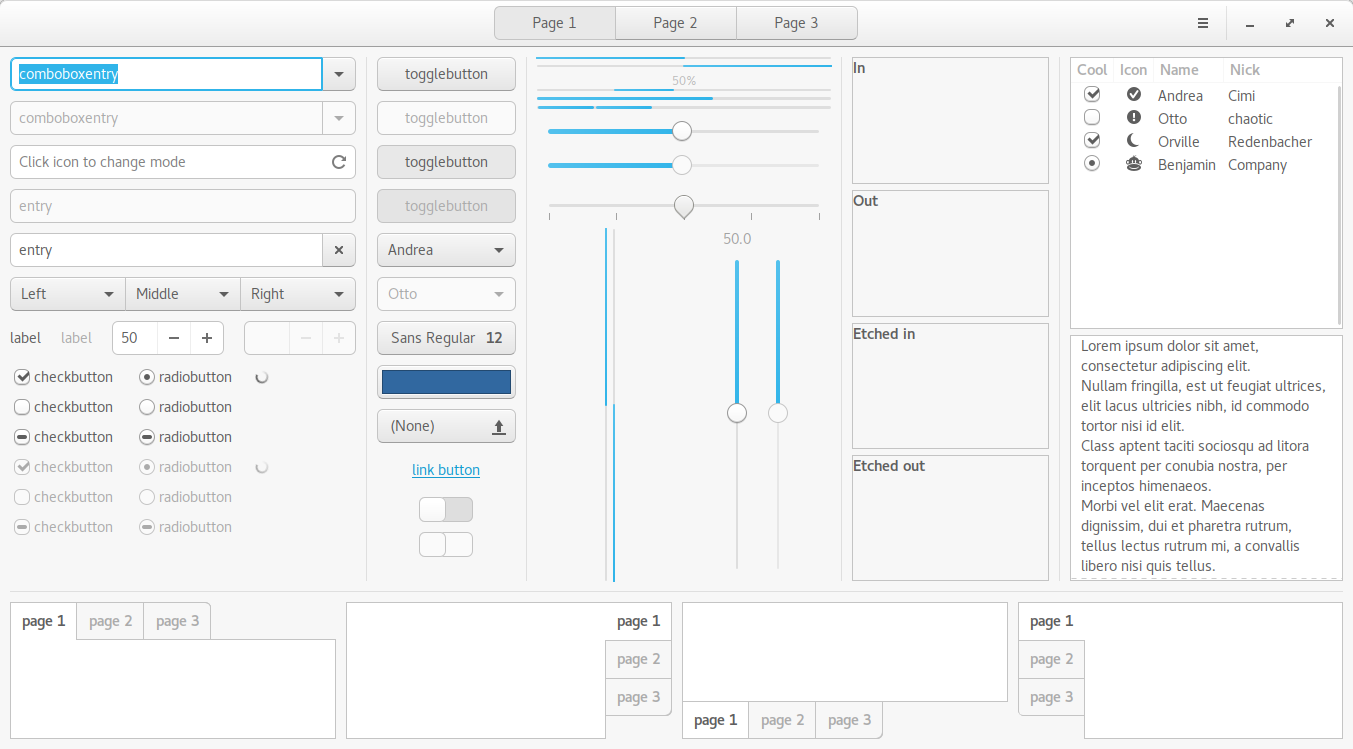 Page 1 Page 2 Page 3
comboboxentry
comboboxentry
Click icon to change mode
entry
entry
Left Middle Right
label label 50
checkbutton radiobutton
checkbutton radiobutton
checkbutton radiobutton
checkbutton radiobutton
checkbutton radiobutton
checkbutton radiobutton
togglebutton
togglebutton
togglebutton
togglebutton
Andrea
Otto
Sans Regular 12
(None)
link button
50%
50.0
In
Out
Etched in
Etched out
Cool Icon Name Nick
Andrea Cimi
Otto chaotic
Orville Redenbacher
Benjamin Company
Lorem ipsum dolor sit amet,
consectetur adipiscing elit.
Nullam fringilla, est ut feugiat ultrices,
elit lacus ultricies nibh, id commodo
tortor nisi id elit.
Class aptent taciti sociosqu ad litora
torquent per conubia nostra, per
inceptos himenaeos.
Morbi vel elit erat. Maecenas
dignissim, dui et pharetra rutrum,
tellus lectus rutrum mi, a convallis
libero nisi quis tellus.
page 1 page 2 page 3
page 1
page 2
page 3
page 1 page 2 page 3
page 1
page 2
page 3